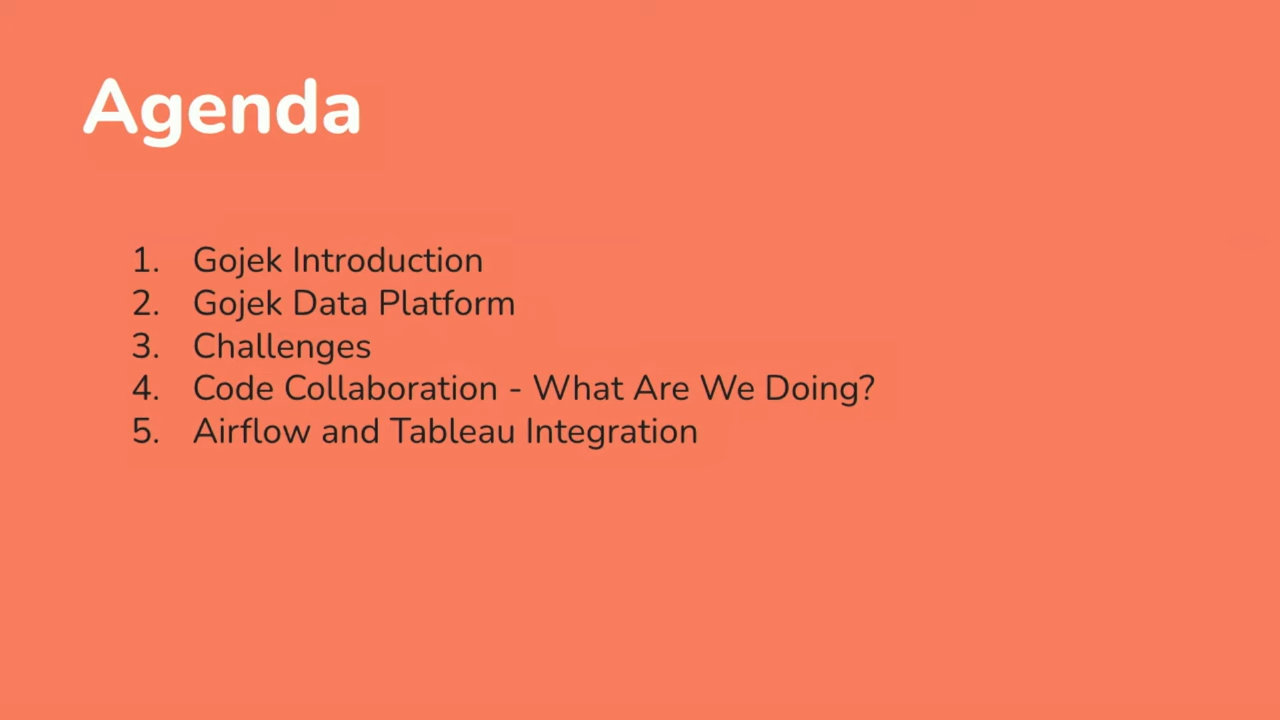 Agenda
1. Gojek Introduction
2. Gojek Data Platform
3. Challenges
4. Code Collaboration - What Are We Doing?
5. Airflow and Tableau Integration